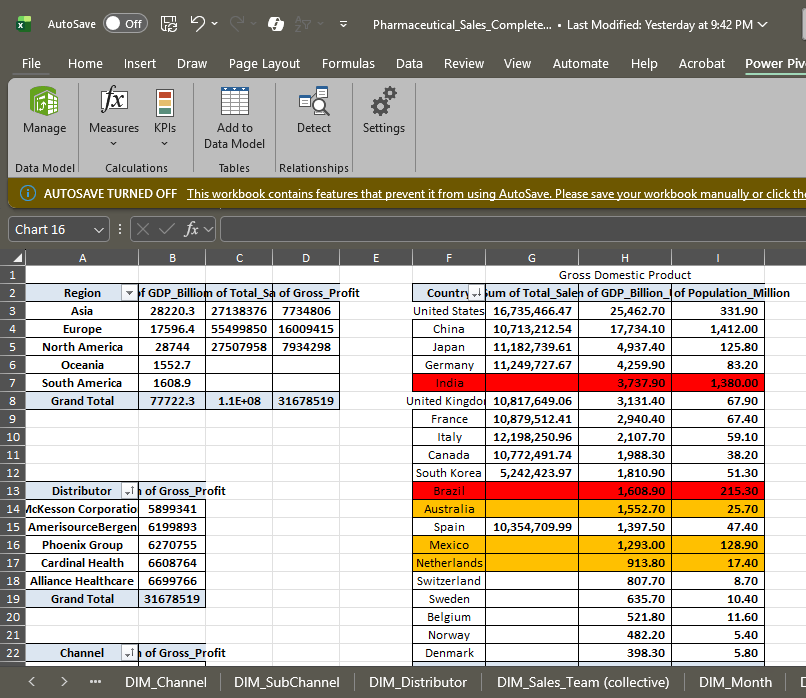 AutoSave Off Pharmaceutical_Sales_Complete... • Last Modified: Yesterday at 9:42 PM
File Home Insert Draw Page Layout Formulas Data Review View Automate Help Acrobat Power Piv
Manage Measures KPIs Add to Data Model Detect Settings
Data Model Calculations Tables Relationships
AUTOSAVE TURNED OFF This workbook contains features that prevent it from using AutoSave. Please save your workbook manually or click the
Chart 16 fx
A B C D E F G H I
1 Gross Domestic Product
2 Region of GDP_Billion m of Total_Sa n of Gross_Profit Country Sum of Total_Sales n of GDP_Billion_ of Population_Million
3 Asia 28220.3 27138376 7734806 United States 16,735,466.47 25,462.70 331.90
4 Europe 17596.4 55499850 16009415 China 10,713,212.54 17,734.10 1,412.00
5 North America 28744 27507958 7934298 Japan 11,182,739.61 4,937.40 125.80
6 Oceania 1552.7 Germany 11,249,727.67 4,259.90 83.20
7 South America 1608.9 India 3,737.90 1,380.00
8 Grand Total 77722.3 1.1E+08 31678519 United Kingdo 10,817,649.06 3,131.40 67.90
9 France 10,879,512.41 2,940.40 67.40
10 Italy 12,198,250.96 2,107.70 59.10
11 Canada 10,772,491.74 1,988.30 38.20
12 South Korea 5,242,423.97 1,810.90 51.30
13 Distributor n of Gross_Profit Brazil 1,608.90 215.30
14 McKesson Corporatio 5899341 Australia 1,552.70 25.70
15 AmerisourceBergen 6199893 Spain 10,354,709.99 1,397.50 47.40
16 Phoenix Group 6270755 Mexico 1,293.00 128.90
17 Cardinal Health 6608764 Netherlands 913.80 17.40
18 Alliance Healthcare 6699766 Switzerland 807.70 8.70
19 Grand Total 31678519 Sweden 635.70 10.40
20 Belgium 521.80 11.60
21 Norway 482.20 5.40
22 Channel n of Gross_Profit Denmark 398.30 5.80
DIM_Channel DIM_SubChannel DIM_Distributor DIM_Sales_Team (collective) DIM_Month